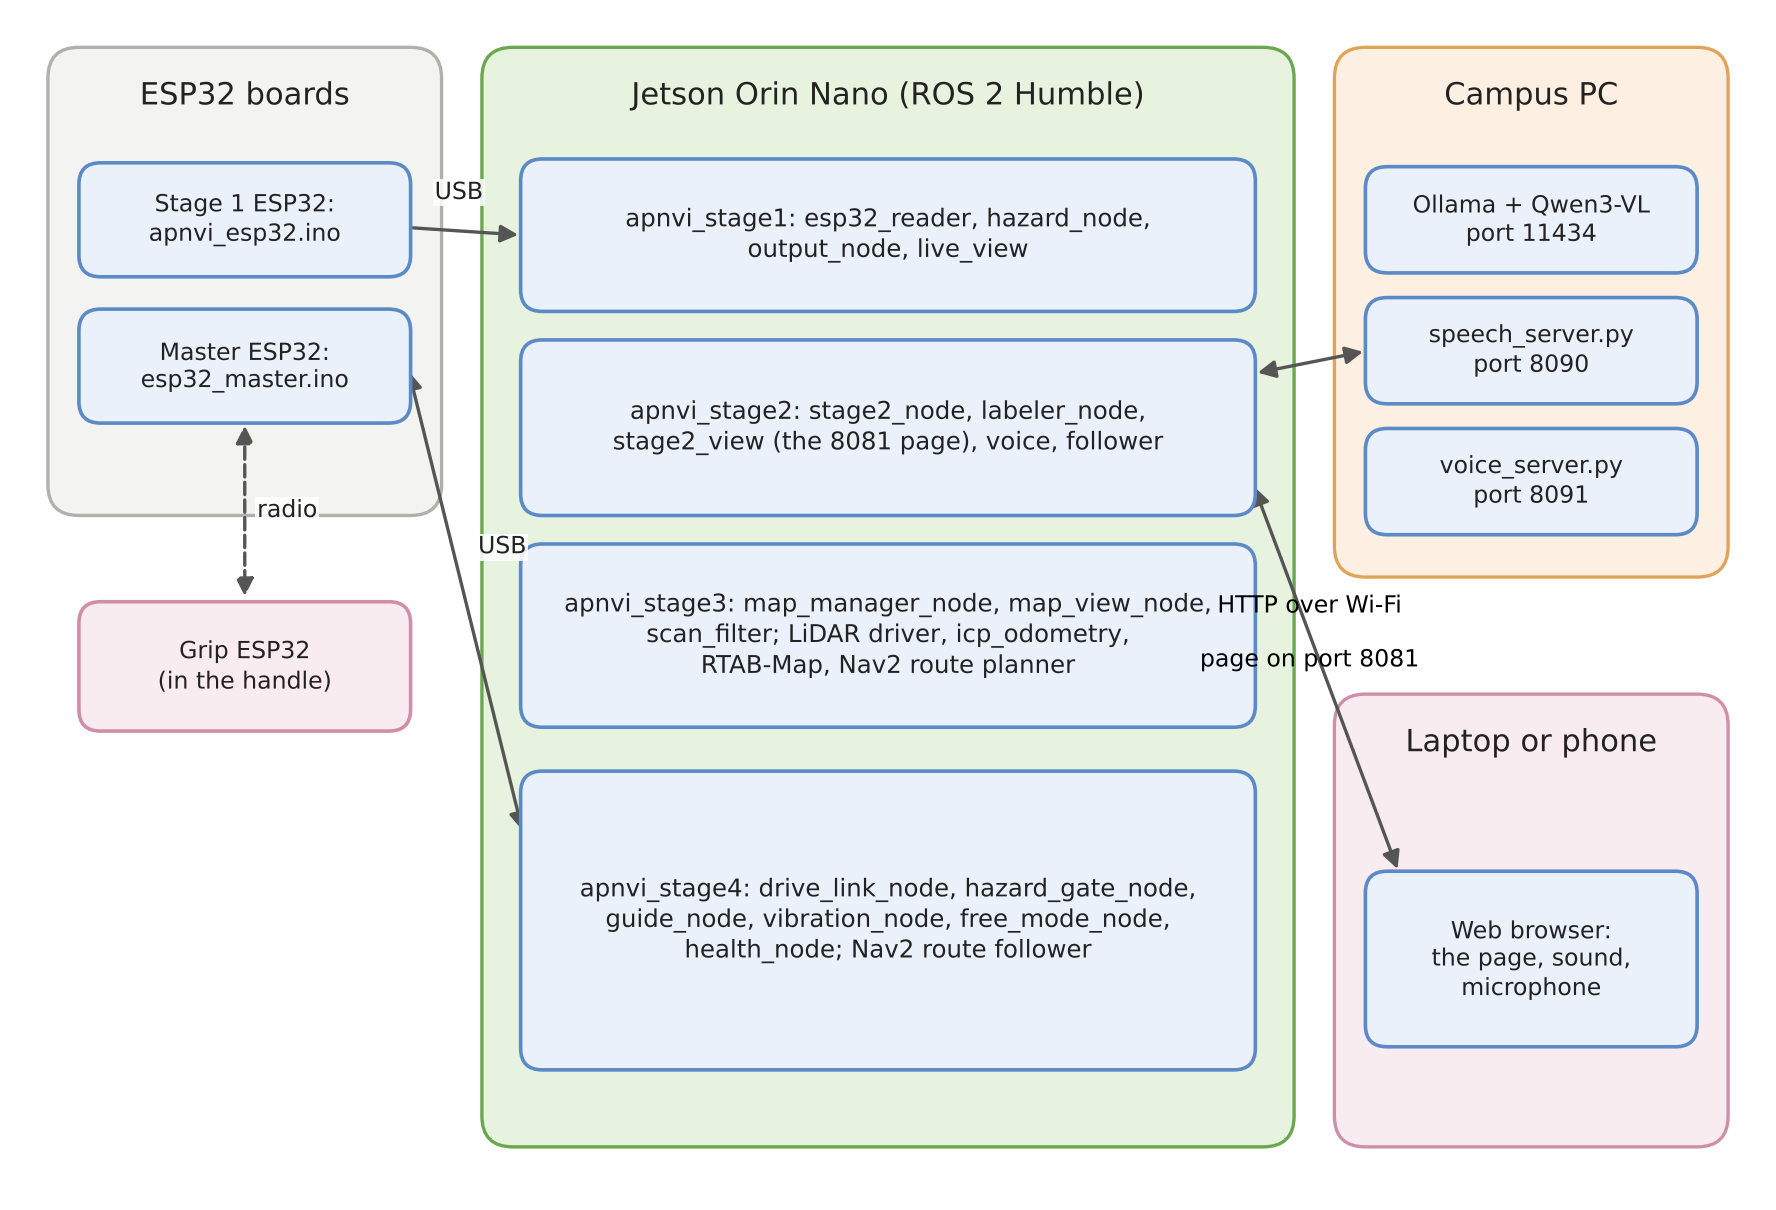 ESP32 boards
Stage 1 ESP32:
apnvi_esp32.ino
Master ESP32:
esp32_master.ino
radio
Grip ESP32
(in the handle)
USB
USB
Jetson Orin Nano (ROS 2 Humble)
apnvi_stage1: esp32_reader, hazard_node,
output_node, live_view
apnvi_stage2: stage2_node, labeler_node,
stage2_view (the 8081 page), voice, follower
apnvi_stage3: map_manager_node, map_view_node,
scan_filter; LiDAR driver, icp_odometry,
RTAB-Map, Nav2 route planner
apnvi_stage4: drive_link_node, hazard_gate_node,
guide_node, vibration_node, free_mode_node,
health_node; Nav2 route follower
HTTP over Wi-Fi
page on port 8081
Campus PC
Ollama + Qwen3-VL
port 11434
speech_server.py
port 8090
voice_server.py
port 8091
Laptop or phone
Web browser:
the page, sound,
microphone